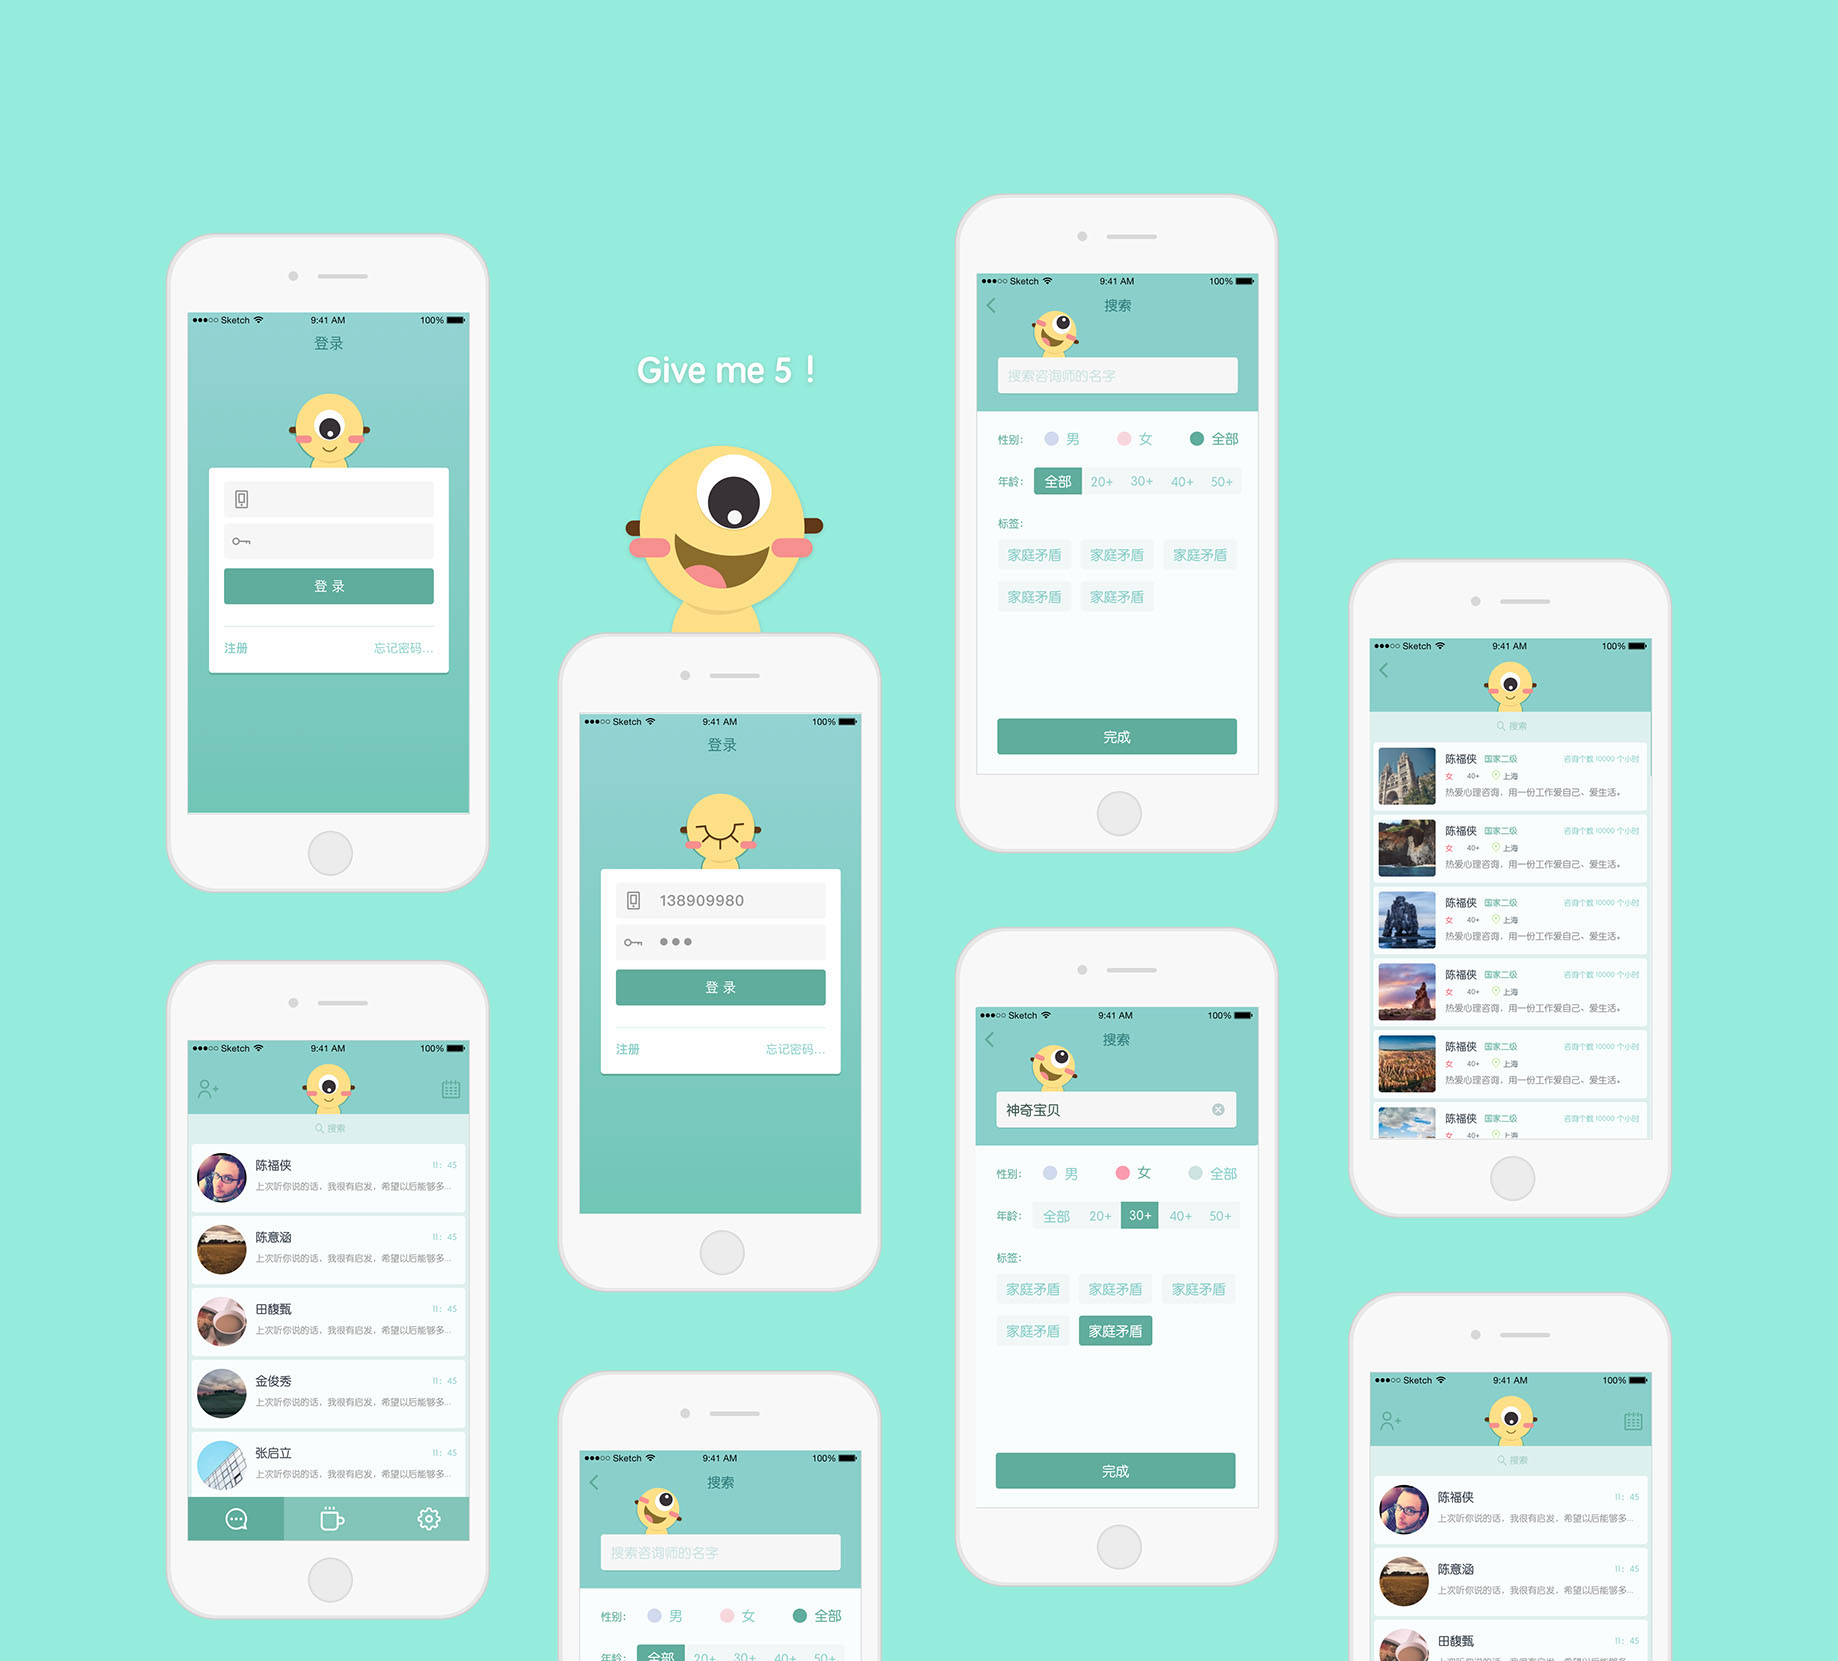 ●●●○○ Sketch 9:41 AM 100%
登录
登 录
注册 忘记密码...
Give me 5 !
●●●○○ Sketch 9:41 AM 100%
登录
138909980
●●●
登 录
注册 忘记密码...
●●●○○ Sketch 9:41 AM 100%
搜索
搜索咨询师的名字
性别: 男 女 全部
年龄: 全部 20+ 30+ 40+ 50+
标签:
家庭矛盾 家庭矛盾 家庭矛盾
家庭矛盾 家庭矛盾
完成
●●●○○ Sketch 9:41 AM 100%
搜索
陈福侠 国家二级 咨询个数 10000 个小时
女 40+ 上海
热爱心理咨询，用一份工作爱自己、爱生活。
陈福侠 国家二级 咨询个数 10000 个小时
女 40+ 上海
热爱心理咨询，用一份工作爱自己、爱生活。
陈福侠 国家二级 咨询个数 10000 个小时
女 40+ 上海
热爱心理咨询，用一份工作爱自己、爱生活。
陈福侠 国家二级 咨询个数 10000 个小时
女 40+ 上海
热爱心理咨询，用一份工作爱自己、爱生活。
陈福侠 国家二级 咨询个数 10000 个小时
女 40+ 上海
热爱心理咨询，用一份工作爱自己、爱生活。
陈福侠 国家二级 咨询个数 10000 个小时
女 40+ 上海
●●●○○ Sketch 9:41 AM 100%
搜索
陈福侠 11: 45
上次听你说的话，我很有启发，希望以后能够多...
陈意涵 11: 45
上次听你说的话，我很有启发，希望以后能够多...
田馥甄 11: 45
上次听你说的话，我很有启发，希望以后能够多...
金俊秀 11: 45
上次听你说的话，我很有启发，希望以后能够多...
张启立 11: 45
上次听你说的话，我很有启发，希望以后能够多...
●●●○○ Sketch 9:41 AM 100%
搜索
搜索咨询师的名字
性别: 男 女 全部
年龄: 全部 20+ 30+ 40+ 50+
●●●○○ Sketch 9:41 AM 100%
搜索
神奇宝贝
性别: 男 女 全部
年龄: 全部 20+ 30+ 40+ 50+
标签:
家庭矛盾 家庭矛盾 家庭矛盾
家庭矛盾 家庭矛盾
完成
●●●○○ Sketch 9:41 AM 100%
搜索
陈福侠 11: 45
上次听你说的话，我很有启发，希望以后能够多...
陈意涵 11: 45
上次听你说的话，我很有启发，希望以后能够多...
田馥甄 11: 45